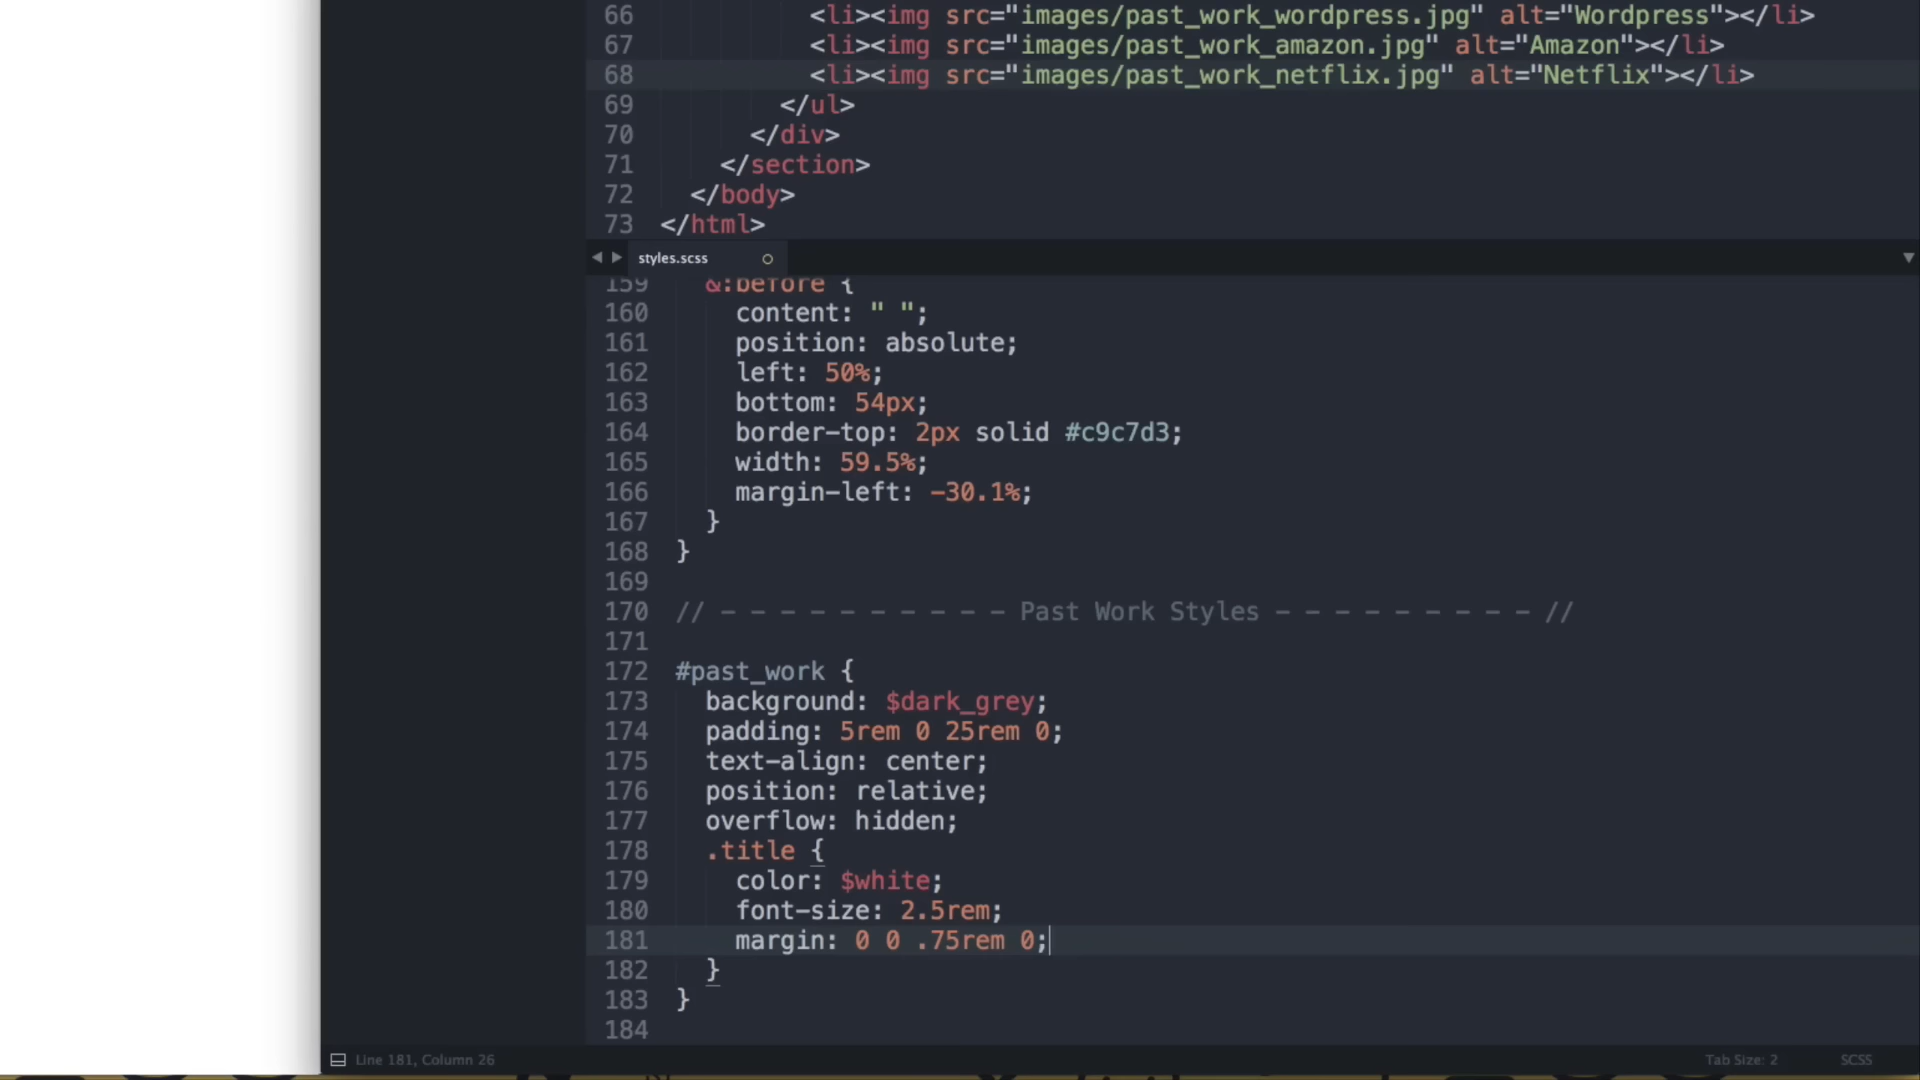 66 <li><img src="images/past_work_wordpress.jpg" alt="Wordpress"></li>
67 <li><img src="images/past_work_amazon.jpg" alt="Amazon"></li>
68 <li><img src="images/past_work_netflix.jpg" alt="Netflix"></li>
69 </ul>
70 </div>
71 </section>
72 </body>
73 </html>
styles.scss
159 &:before {
160 content: " ";
161 position: absolute;
162 left: 50%;
163 bottom: 54px;
164 border-top: 2px solid #c9c7d3;
165 width: 59.5%;
166 margin-left: -30.1%;
167 }
168 }
169
170 // - - - - - - - - - - Past Work Styles - - - - - - - - - //
171
172 #past_work {
173 background: $dark_grey;
174 padding: 5rem 0 25rem 0;
175 text-align: center;
176 position: relative;
177 overflow: hidden;
178 .title {
179 color: $white;
180 font-size: 2.5rem;
181 margin: 0 0 .75rem 0;
182 }
183 }
184
Line 181, Column 26 Tab Size: 2 SCSS